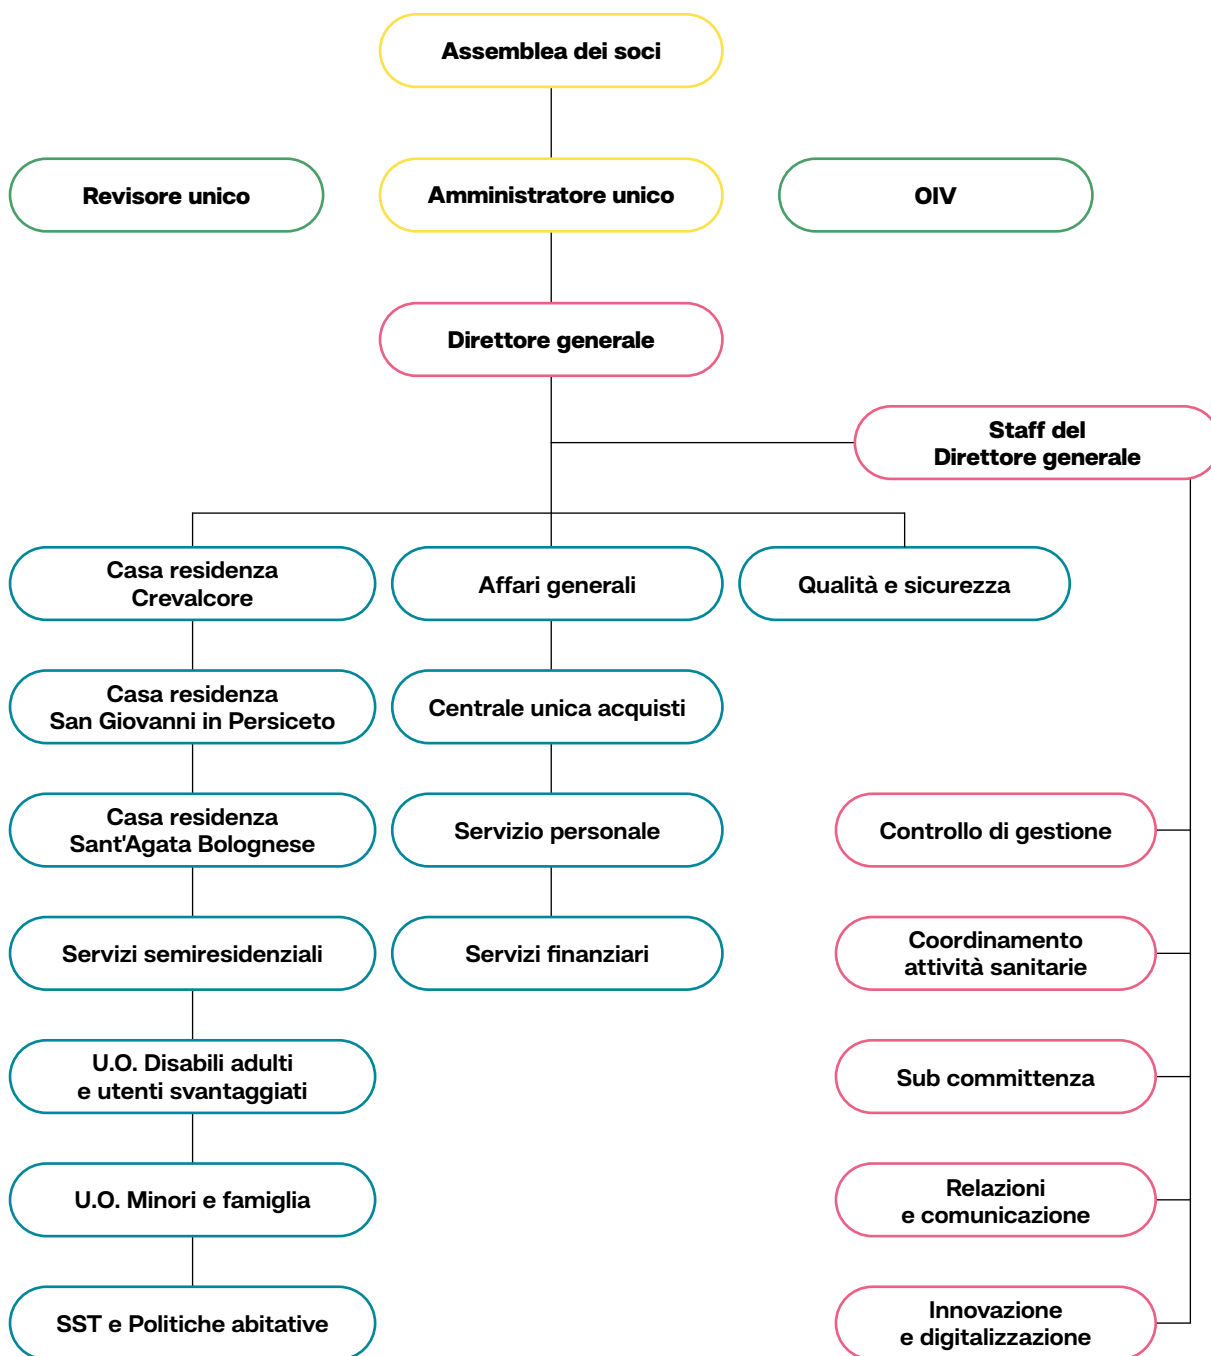 Assemblea dei soci
Revisore unico
Amministratore unico
OIV
Direttore generale
Staff del
Direttore generale
Casa residenza
Crevalcore
Affari generali
Qualità e sicurezza
Casa residenza
San Giovanni in Persiceto
Centrale unica acquisti
Casa residenza
Sant'Agata Bolognese
Servizio personale
Controllo di gestione
Servizi semiresidenziali
Servizi finanziari
Coordinamento
attività sanitarie
U.O. Disabili adulti
e utenti svantaggiati
Sub committenza
U.O. Minori e famiglia
Relazioni
e comunicazione
SST e Politiche abitative
Innovazione
e digitalizzazione